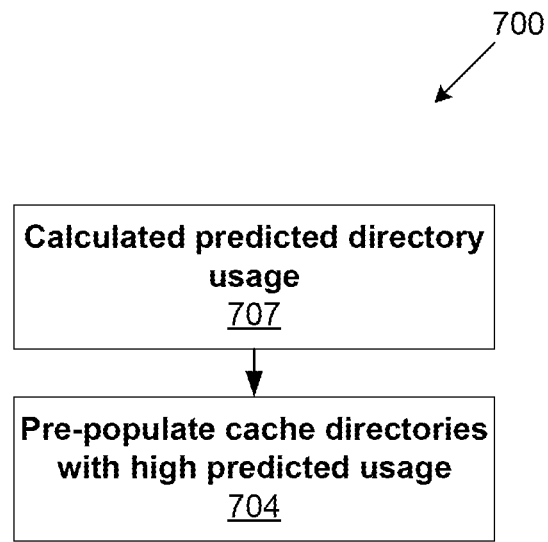 700
Calculated predicted directory
usage
707
Pre-populate cache directories
with high predicted usage
704